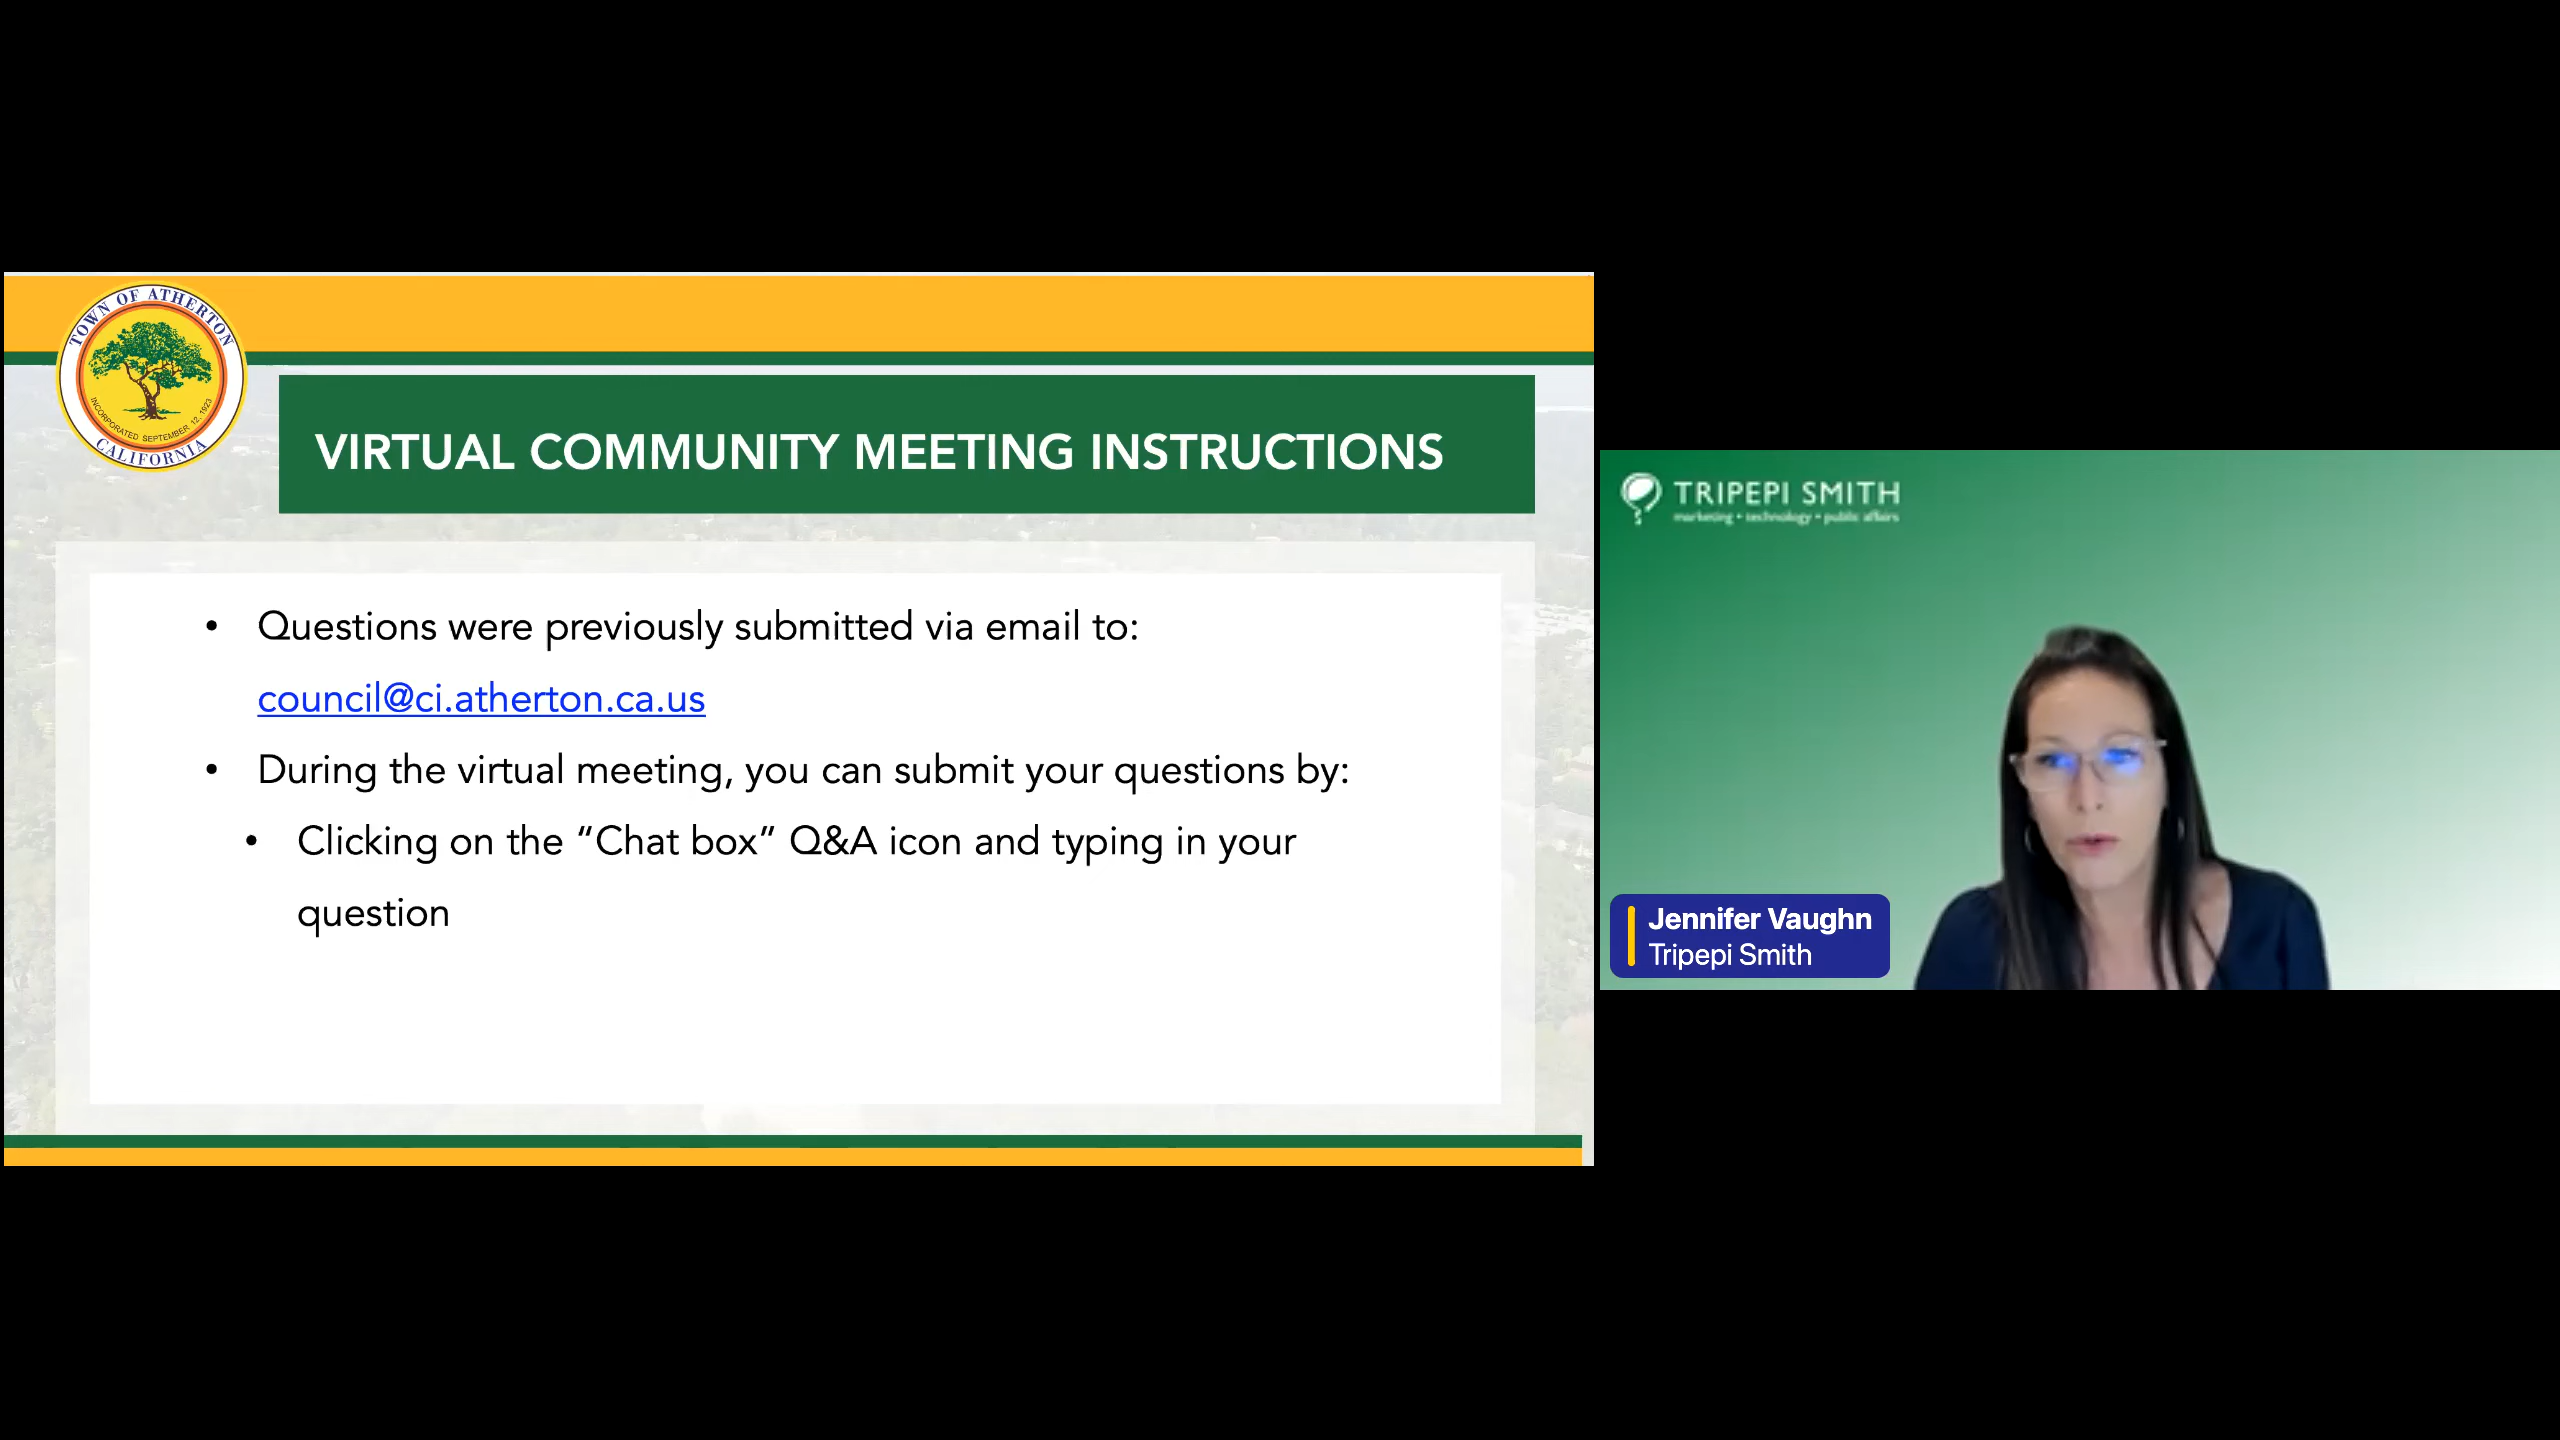 TOWN OF ATHERTON
INCORPORATED SEPTEMBER 12, 1923
CALIFORNIA
VIRTUAL COMMUNITY MEETING INSTRUCTIONS
• Questions were previously submitted via email to:
council@ci.atherton.ca.us
• During the virtual meeting, you can submit your questions by:
• Clicking on the “Chat box” Q&A icon and typing in your
question
TRIPEPI SMITH
marketing • technology • public affairs
Jennifer Vaughn
Tripepi Smith